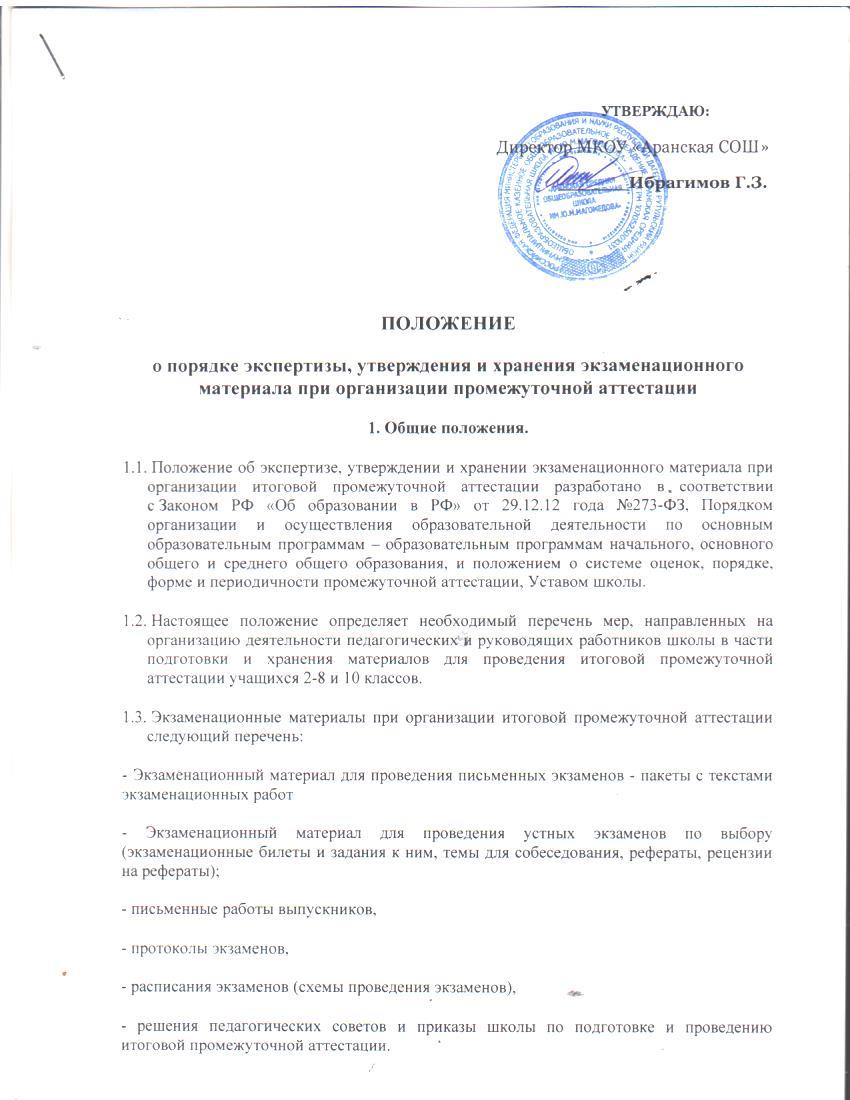 УТВЕРЖДАЮ:
Директор МКОУ «Аранская СОШ»
Ибрагимов Г.З.
ОБЩЕОБРАЗОВАТЕЛЬНАЯ
ШКОЛА
ИМ.Ю.М.МАГОМЕДОВА
ПОЛОЖЕНИЕ
о порядке экспертизы, утверждения и хранения экзаменационного
материала при организации промежуточной аттестации
1. Общие положения.
1.1. Положение об экспертизе, утверждении и хранении экзаменационного материала при
организации итоговой промежуточной аттестации разработано в соответствии
с Законом РФ «Об образовании в РФ» от 29.12.12 года №273-ФЗ, Порядком
организации и осуществления образовательной деятельности по основным
образовательным программам – образовательным программам начального, основного
общего и среднего общего образования, и положением о системе оценок, порядке,
форме и периодичности промежуточной аттестации, Уставом школы.
1.2. Настоящее положение определяет необходимый перечень мер, направленных на
организацию деятельности педагогических и руководящих работников школы в части
подготовки и хранения материалов для проведения итоговой промежуточной
аттестации учащихся 2-8 и 10 классов.
1.3. Экзаменационные материалы при организации итоговой промежуточной аттестации
следующий перечень:
- Экзаменационный материал для проведения письменных экзаменов - пакеты с текстами
экзаменационных работ
- Экзаменационный материал для проведения устных экзаменов по выбору
(экзаменационные билеты и задания к ним, темы для собеседования, рефераты, рецензии
на рефераты);
- письменные работы выпускников,
- протоколы экзаменов,
- расписания экзаменов (схемы проведения экзаменов),
- решения педагогических советов и приказы школы по подготовке и проведению
итоговой промежуточной аттестации.